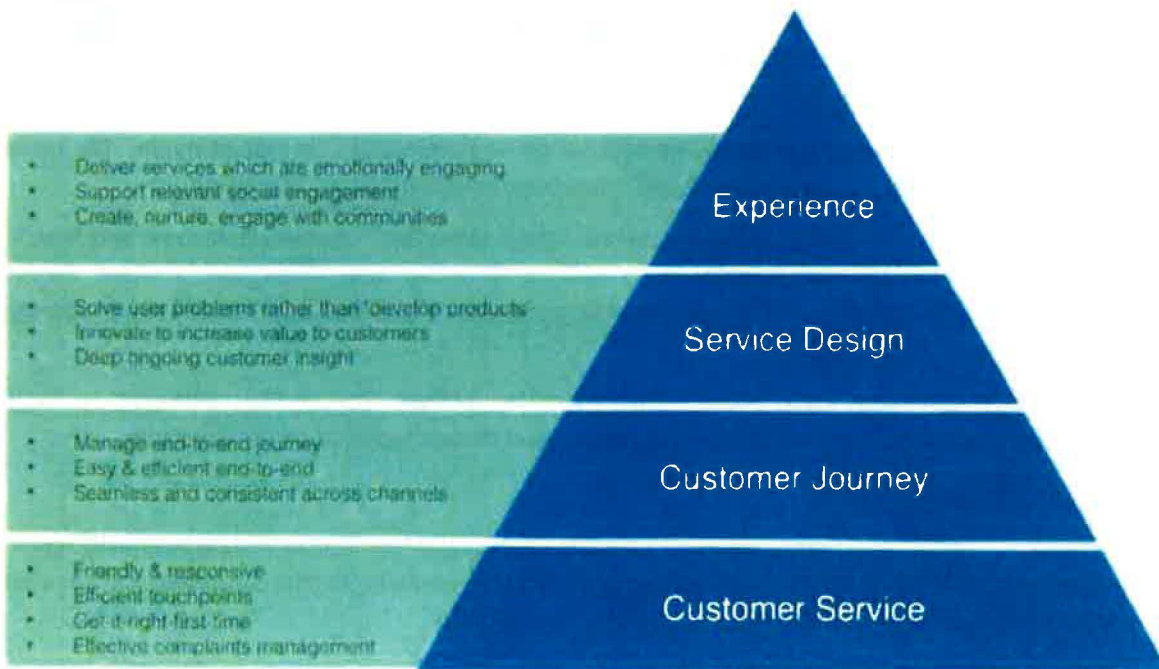 • Deliver services which are emotionally engaging
• Support relevant social engagement
• Create, nurture, engage with communities
Experience
• Solve user problems rather than 'develop products'
• Innovate to increase value to customers
• Deep ongoing customer insight
Service Design
• Manage end-to-end journey
• Easy & efficient end-to-end
• Seamless and consistent across channels
Customer Journey
• Friendly & responsive
• Efficient touchpoints
• Get it right first time
• Effective complaints management
Customer Service